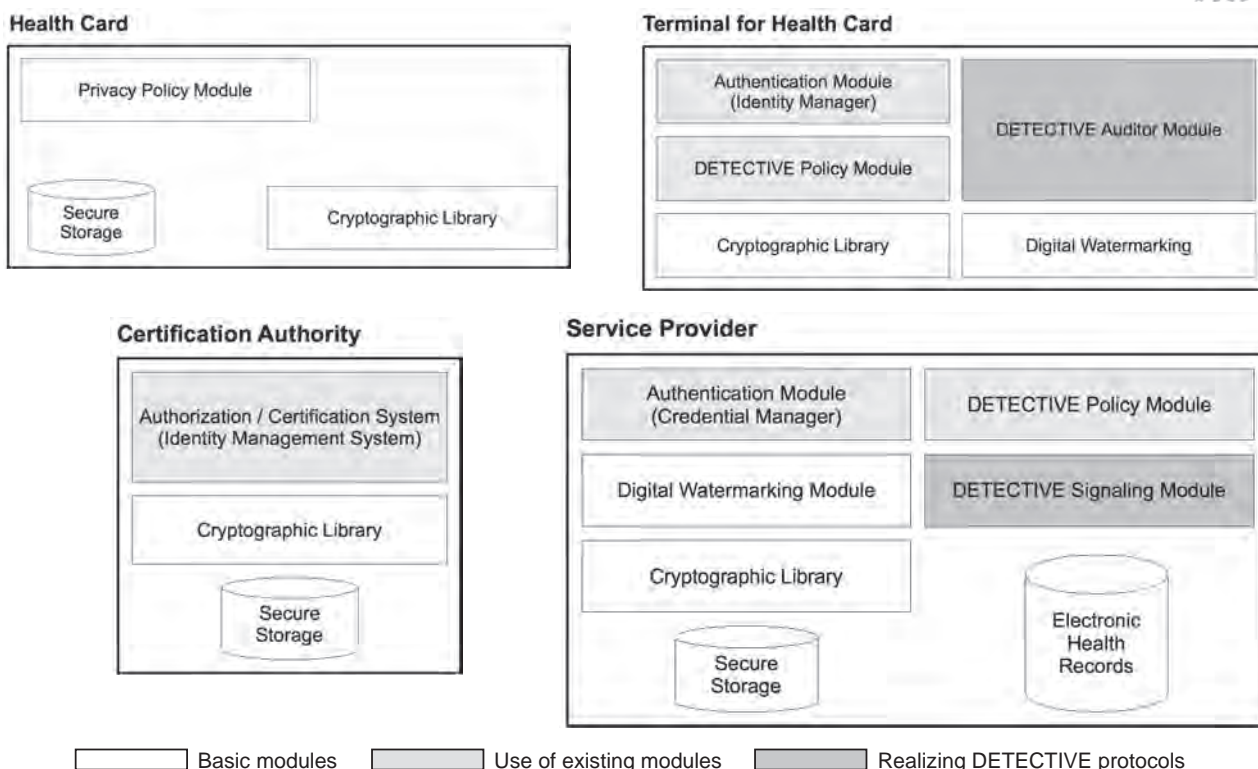 Health Card
Privacy Policy Module
Secure
Storage
Cryptographic Library
Terminal for Health Card
Authentication Module
(Identity Manager)
DETECTIVE Auditor Module
DETECTIVE Policy Module
Cryptographic Library
Digital Watermarking
Certification Authority
Authorization / Certification System
(Identity Management System)
Cryptographic Library
Secure
Storage
Service Provider
Authentication Module
(Credential Manager)
DETECTIVE Policy Module
Digital Watermarking Module
DETECTIVE Signaling Module
Cryptographic Library
Secure
Storage
Electronic
Health
Records
Basic modules
Use of existing modules
Realizing DETECTIVE protocols